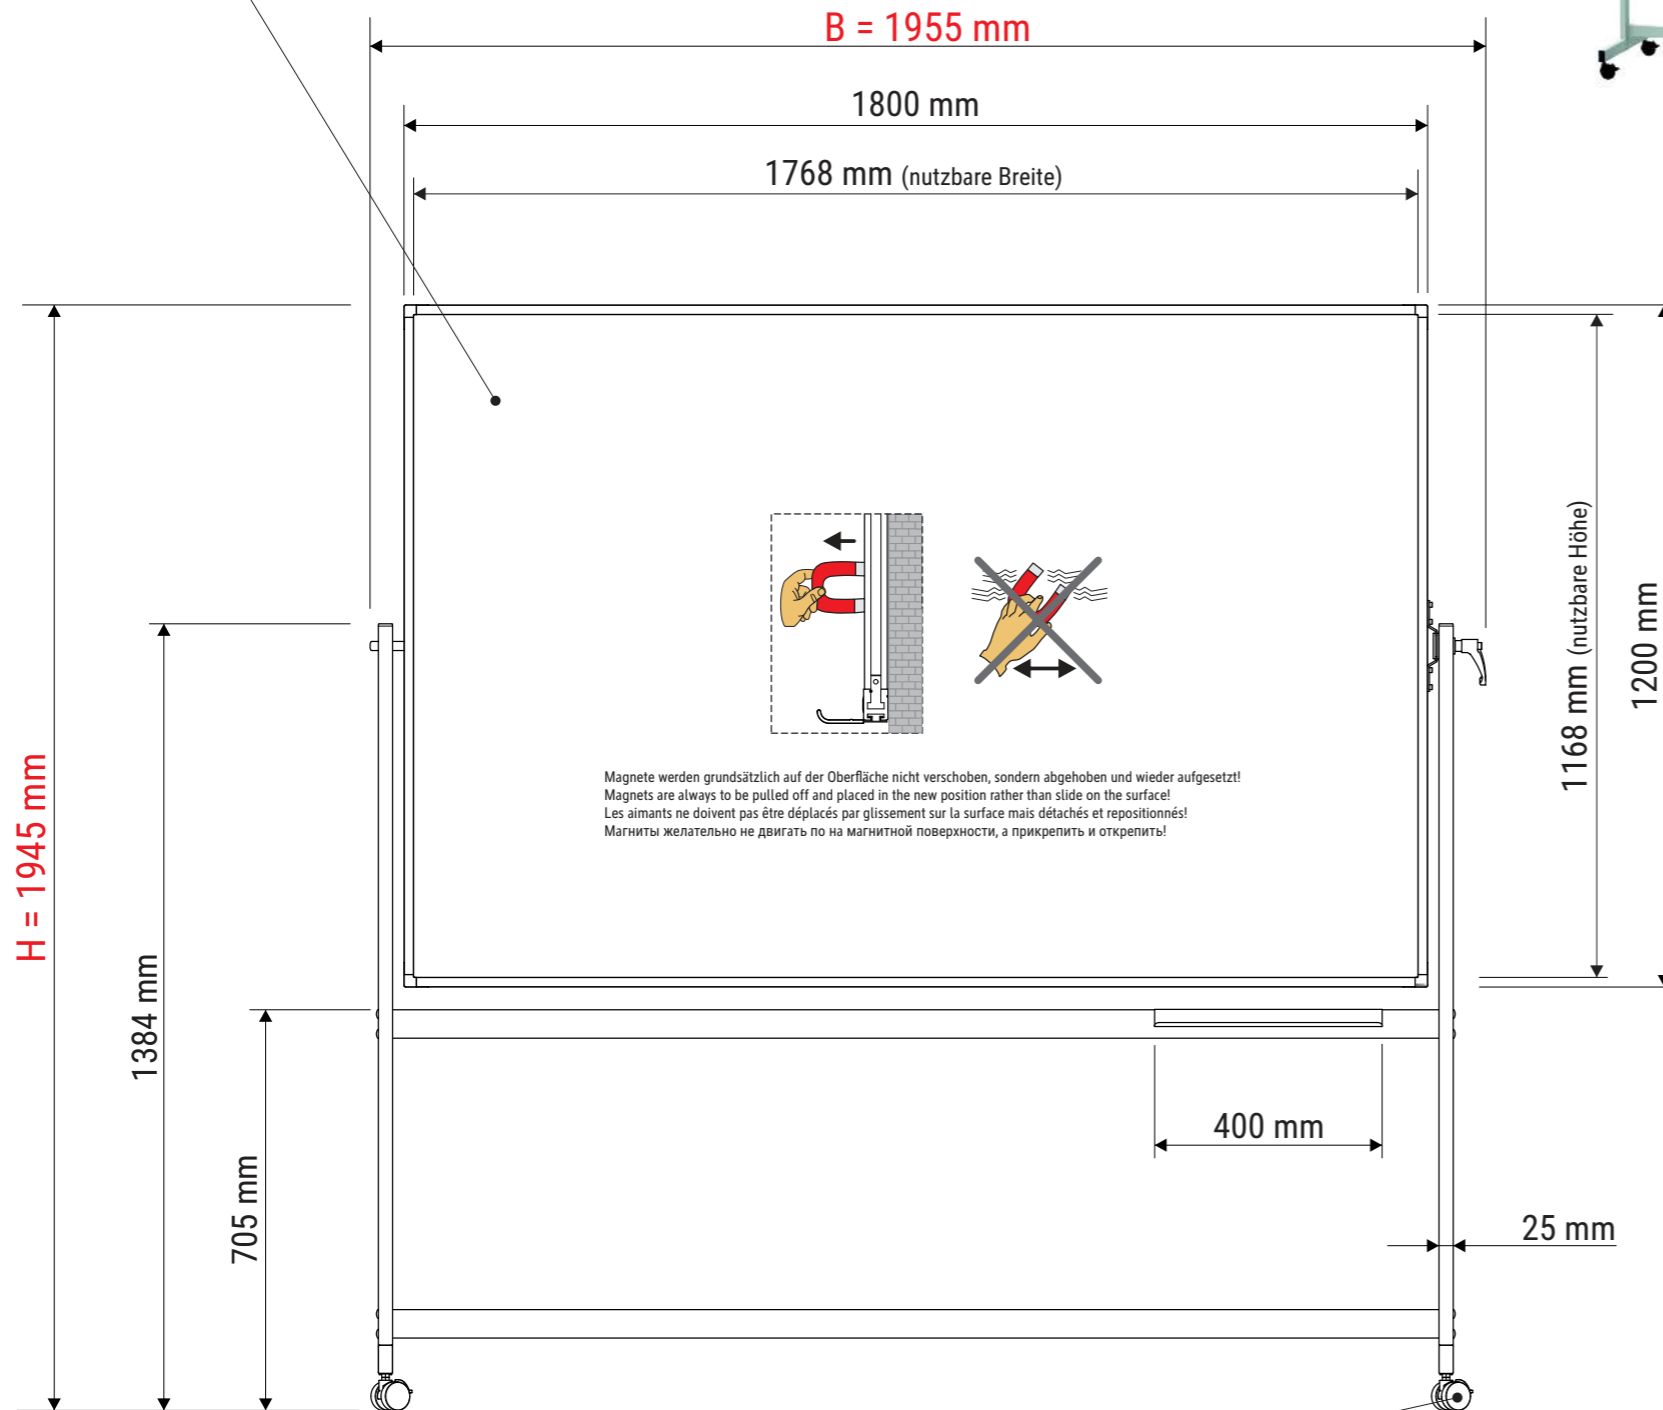 B = 1955 mm
1800 mm
1768 mm (nutzbare Breite)
H = 1945 mm
1384 mm
705 mm
1168 mm (nutzbare Höhe)
1200 mm
Magnete werden grundsätzlich auf der Oberfläche nicht verschoben, sondern abgehoben und wieder aufgesetzt!
Magnets are always to be pulled off and placed in the new position rather than slide on the surface!
Les aimants ne doivent pas être déplacés par glissement sur la surface mais détachés et repositionnés!
Магниты желательно не двигать по на магнитной поверхности, а прикрепить и открепить!
400 mm
25 mm